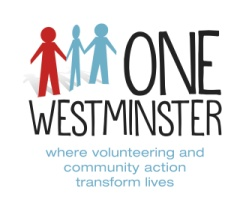 ONE
WESTMINSTER
where volunteering and
community action
transform lives